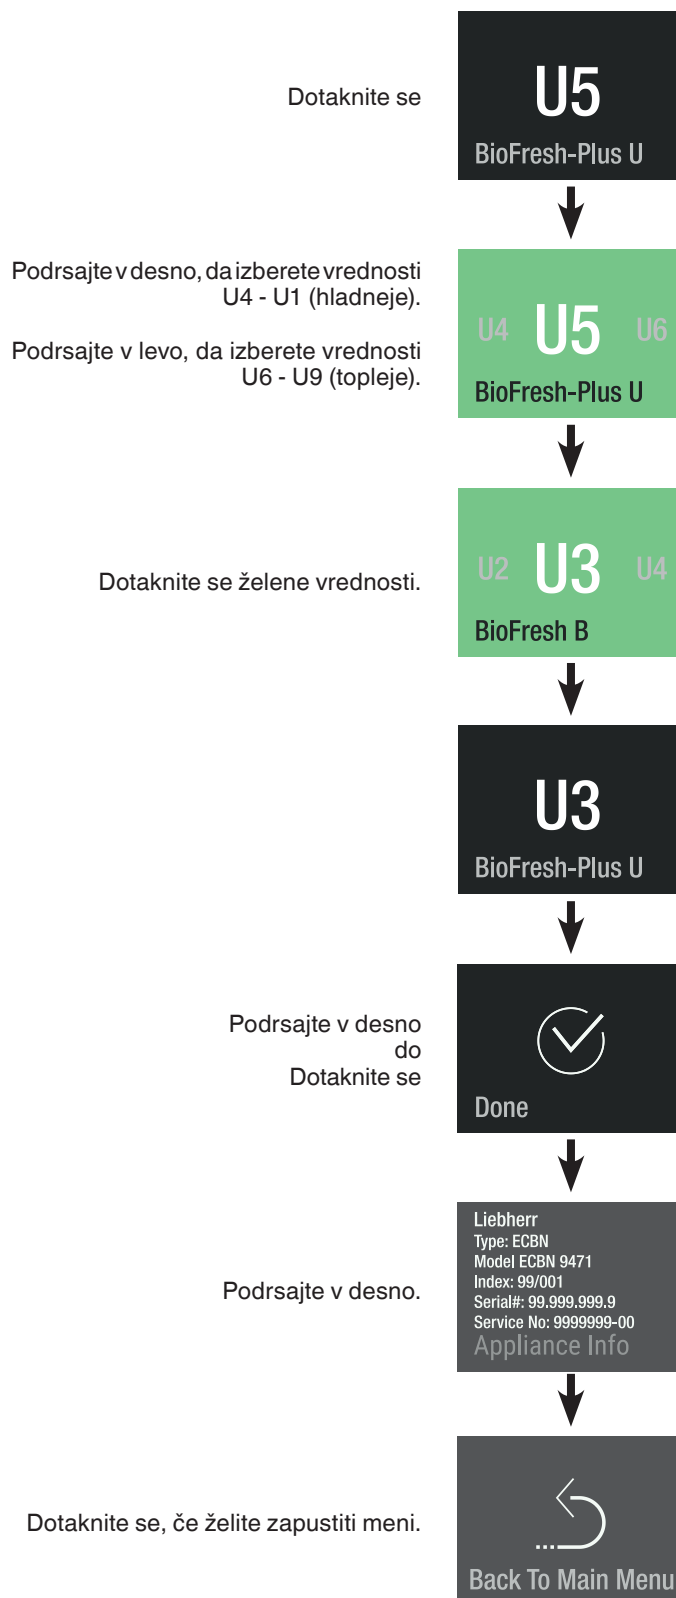 Dotaknite se
U5
BioFresh-Plus U
Podrsajte v desno, da izberete vrednosti
U4 - U1 (hladneje).
Podrsajte v levo, da izberete vrednosti
U6 - U9 (topleje).
U4 U5 U6
BioFresh-Plus U
Dotaknite se želene vrednosti.
U2 U3 U4
BioFresh B
U3
BioFresh-Plus U
Podrsajte v desno
do
Dotaknite se
Done
Podrsajte v desno.
Liebherr
Type: ECBN
Model ECBN 9471
Index: 99/001
Serial#: 99.999.999.9
Service No: 9999999-00
Appliance Info
Dotaknite se, če želite zapustiti meni.
Back To Main Menu